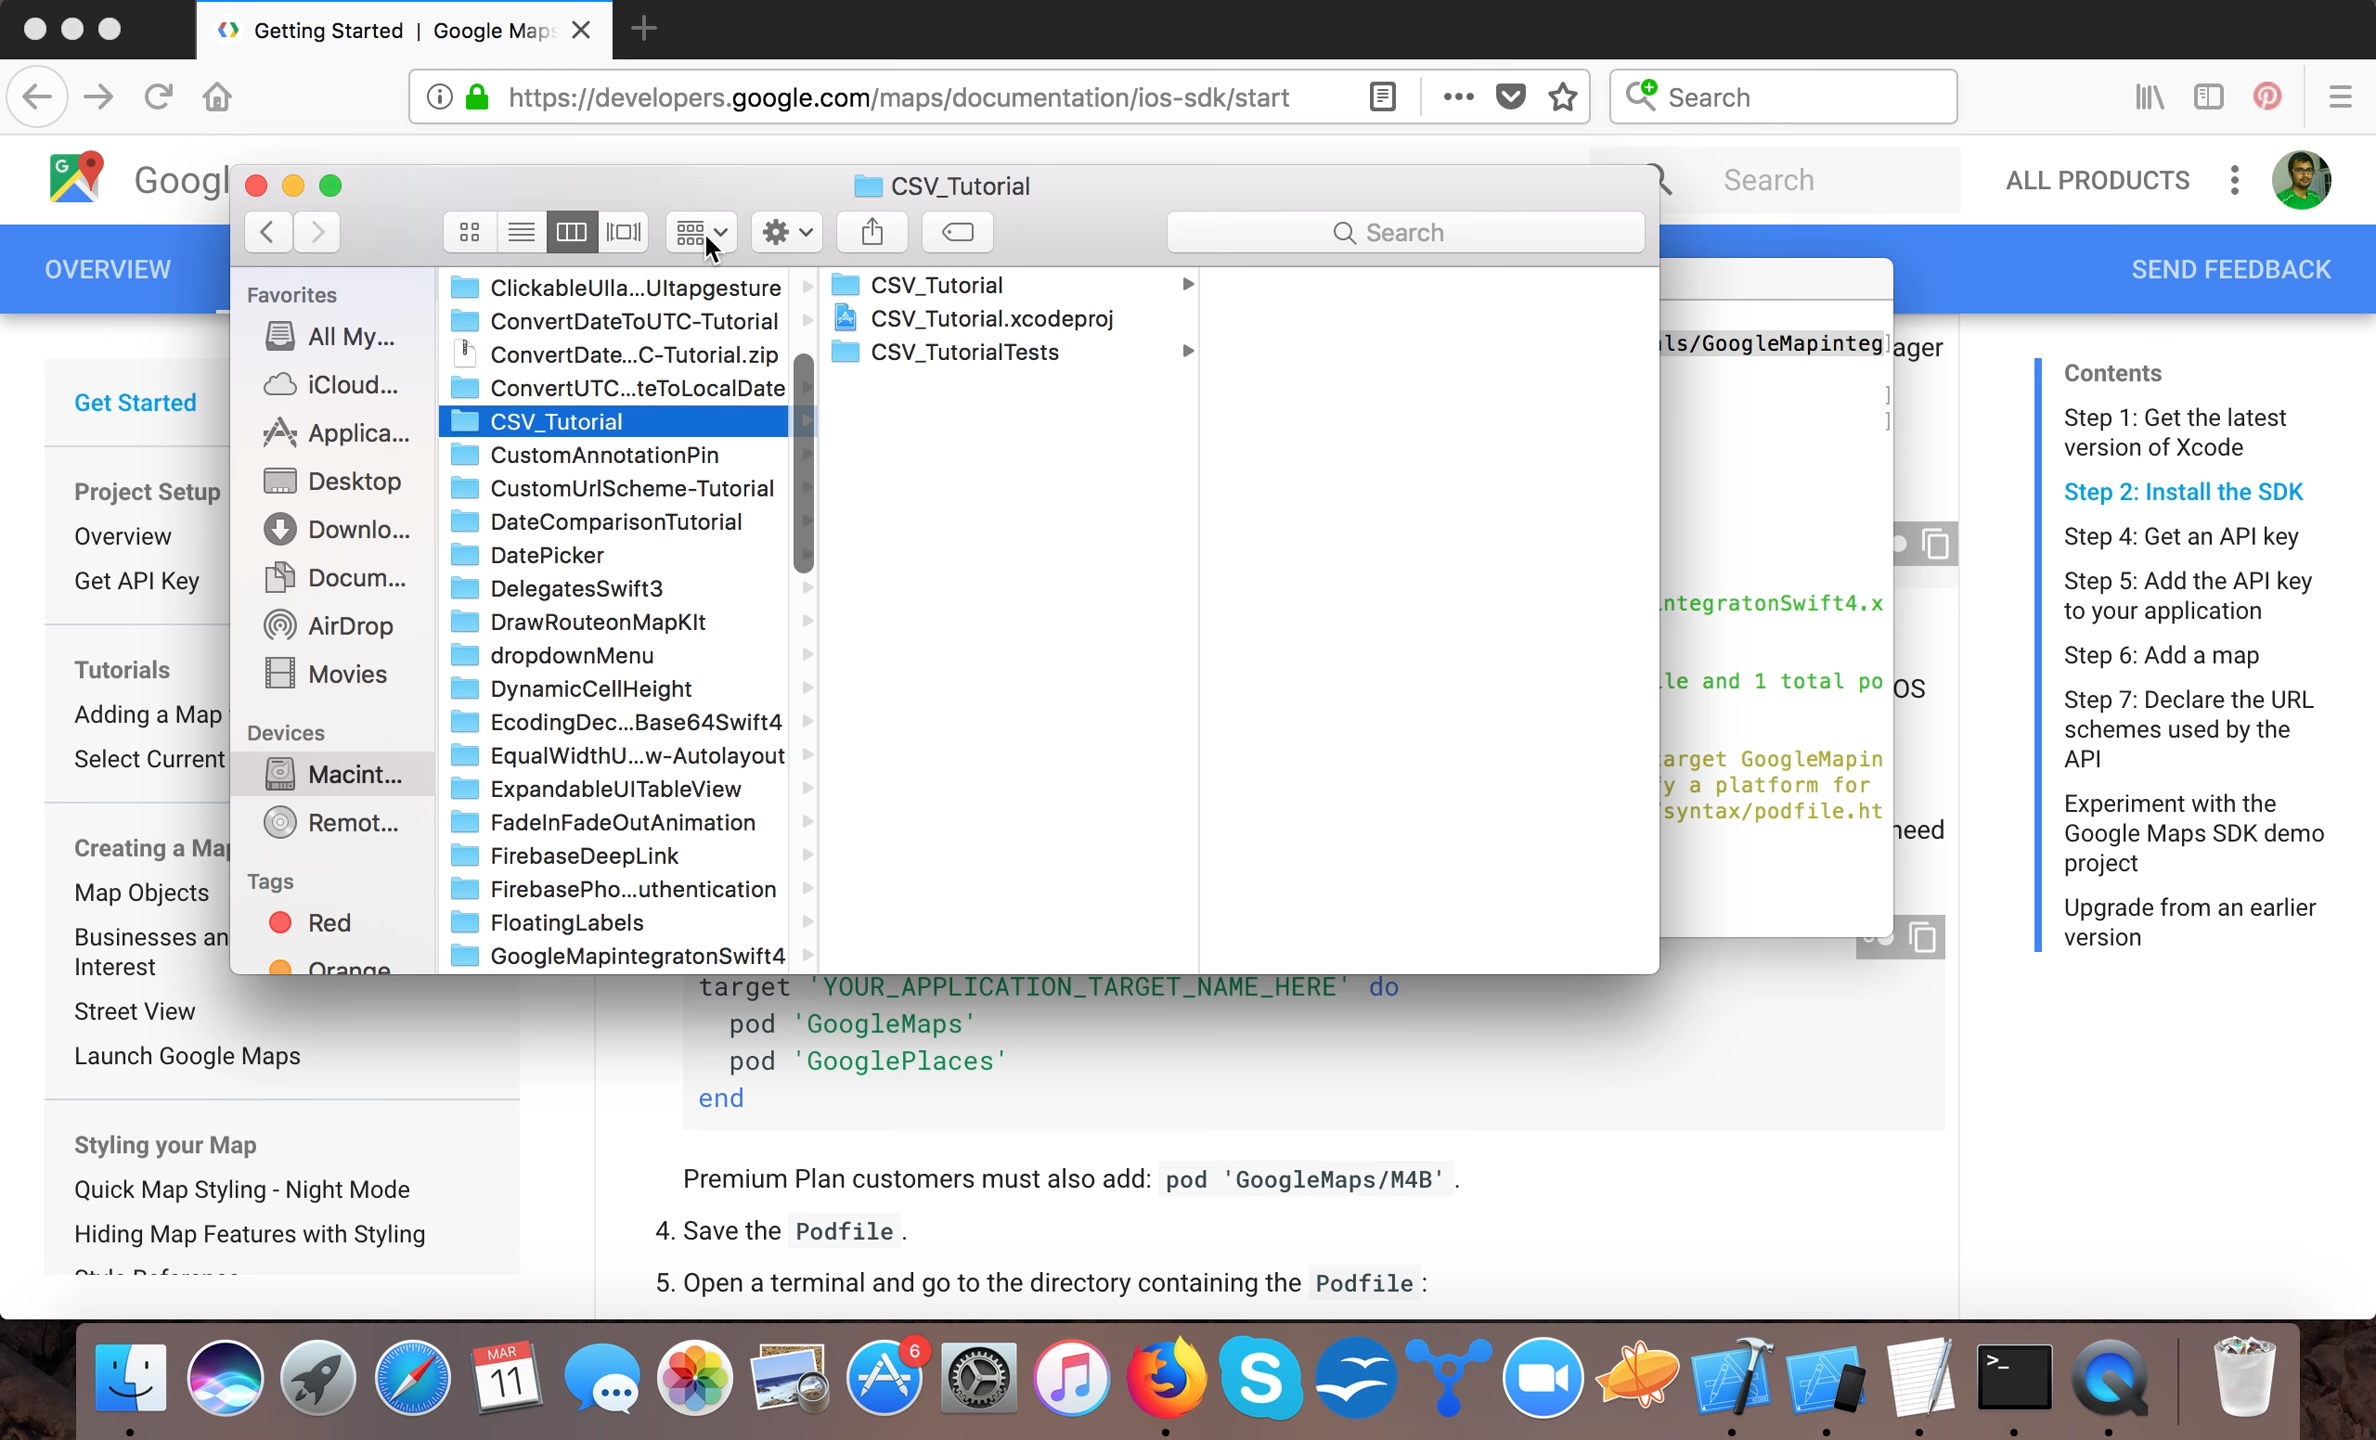 Getting Started | Google Maps
https://developers.google.com/maps/documentation/ios-sdk/start
Search
Googl
Search
ALL PRODUCTS
OVERVIEW
SEND FEEDBACK
CSV_Tutorial
Search
Favorites
All My...
iCloud...
Applica...
Desktop
Downlo...
Docum...
AirDrop
Movies
Devices
Macint...
Remot...
Tags
Red
Orange
ClickableUIla...UItapgesture
ConvertDateToUTC-Tutorial
ConvertDate...C-Tutorial.zip
ConvertUTC...teToLocalDate
CSV_Tutorial
CustomAnnotationPin
CustomUrlScheme-Tutorial
DateComparisonTutorial
DatePicker
DelegatesSwift3
DrawRouteonMapKIt
dropdownMenu
DynamicCellHeight
EcodingDec...Base64Swift4
EqualWidthU...w-Autolayout
ExpandableUITableView
FadeInFadeOutAnimation
FirebaseDeepLink
FirebasePho...uthentication
FloatingLabels
GoogleMapintegratonSwift4
CSV_Tutorial
CSV_Tutorial.xcodeproj
CSV_TutorialTests
ls/GoogleMapinteg
]
]
ntegratonSwift4.x
le and 1 total po
arget GoogleMapin
fy a platform for
syntax/podfile.ht
ager
OS
need
Get Started
Project Setup
Overview
Get API Key
Tutorials
Adding a Map
Select Current
Creating a Map
Map Objects
Businesses an
Interest
Street View
Launch Google Maps
Styling your Map
Quick Map Styling - Night Mode
Hiding Map Features with Styling
target 'YOUR_APPLICATION_TARGET_NAME_HERE' do
pod 'GoogleMaps'
pod 'GooglePlaces'
end
Premium Plan customers must also add: pod 'GoogleMaps/M4B'.
4. Save the Podfile.
5. Open a terminal and go to the directory containing the Podfile:
Contents
Step 1: Get the latest
version of Xcode
Step 2: Install the SDK
Step 4: Get an API key
Step 5: Add the API key
to your application
Step 6: Add a map
Step 7: Declare the URL
schemes used by the
API
Experiment with the
Google Maps SDK demo
project
Upgrade from an earlier
version
MAR
11
6